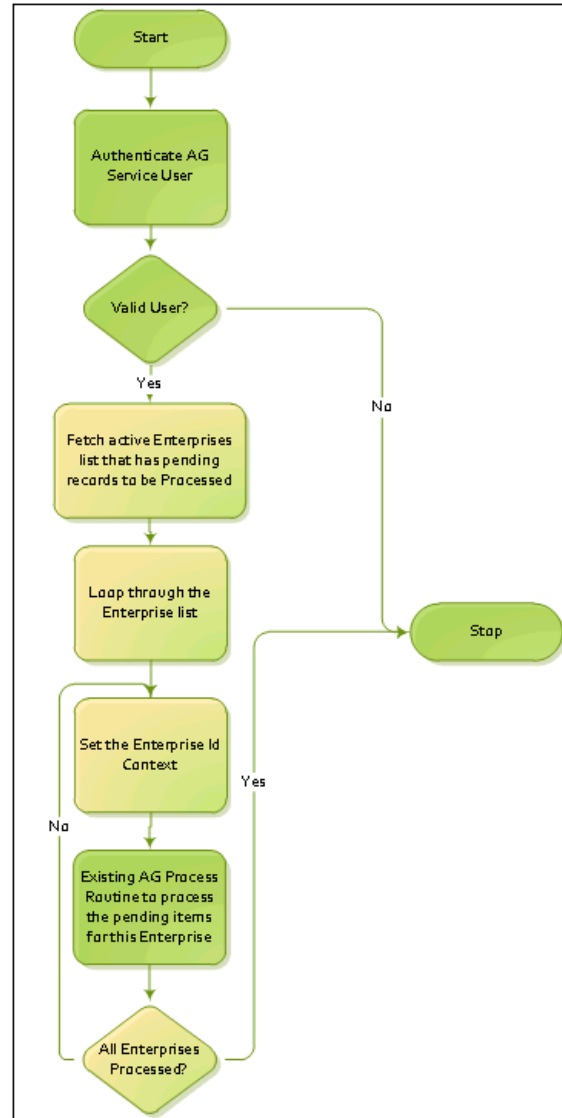 Start
Authenticate AG
Service User
Valid User?
Yes
No
Fetch active Enterprises
list that has pending
records to be Processed
Loop through the
Enterprise list
Stop
Set the Enterprise Id
Context
Yes
No
Existing AG Process
Routine to process
the pending items
for this Enterprise
All Enterprises
Processed?